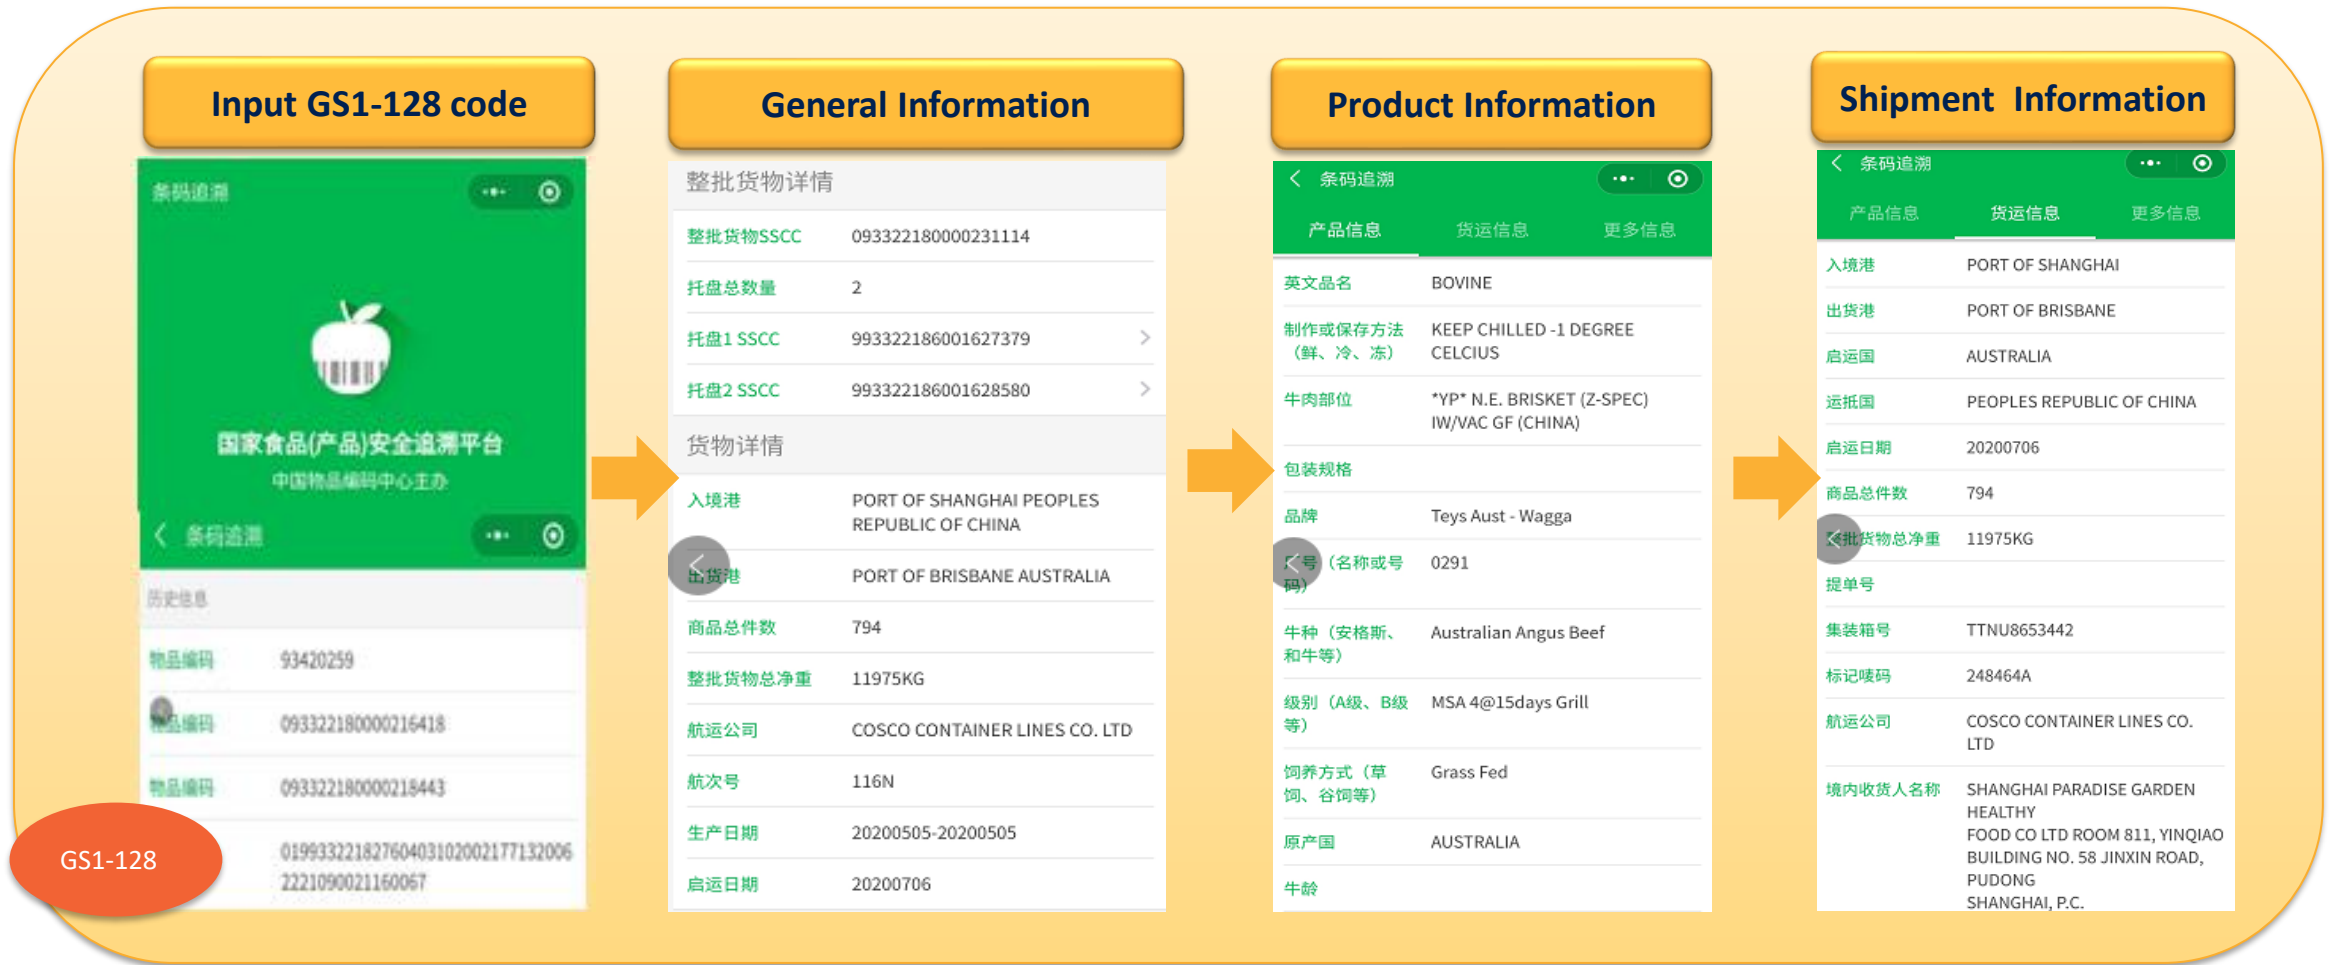 Input GS1-128 code
条码追溯
国家食品(产品)安全追溯平台
中国物品编码中心主办
条码追溯
历史信息
物品编码 93420259
物品编码 093322180000216418
物品编码 093322180000218443
01993322182760403102002177132006
2221090021160067
GS1-128
General Information
整批货物详情
整批货物SSCC 093322180000231114
托盘总数量 2
托盘1 SSCC 993322186001627379
托盘2 SSCC 993322186001628580
货物详情
入境港 PORT OF SHANGHAI PEOPLES
REPUBLIC OF CHINA
出货港 PORT OF BRISBANE AUSTRALIA
商品总件数 794
整批货物总净重 11975KG
航运公司 COSCO CONTAINER LINES CO. LTD
航次号 116N
生产日期 20200505-20200505
启运日期 20200706
Product Information
条码追溯
产品信息 货运信息 更多信息
英文品名 BOVINE
制作或保存方法 KEEP CHILLED -1 DEGREE
（鲜、冷、冻） CELCIUS
牛肉部位 *YP* N.E. BRISKET (Z-SPEC)
IW/VAC GF (CHINA)
包装规格
品牌 Teys Aust - Wagga
号（名称或号 0291
码）
牛种（安格斯、 Australian Angus Beef
和牛等）
级别（A级、B级 MSA 4@15days Grill
等）
饲养方式（草 Grass Fed
饲、谷饲等）
原产国 AUSTRALIA
牛龄
Shipment Information
条码追溯
产品信息 货运信息 更多信息
入境港 PORT OF SHANGHAI
出货港 PORT OF BRISBANE
启运国 AUSTRALIA
运抵国 PEOPLES REPUBLIC OF CHINA
启运日期 20200706
商品总件数 794
整批货物总净重 11975KG
提单号
集装箱号 TTNU8653442
标记唛码 248464A
航运公司 COSCO CONTAINER LINES CO.
LTD
境内收货人名称 SHANGHAI PARADISE GARDEN
HEALTHY
FOOD CO LTD ROOM 811, YINQIAO
BUILDING NO. 58 JINXIN ROAD,
PUDONG
SHANGHAI, P.C.